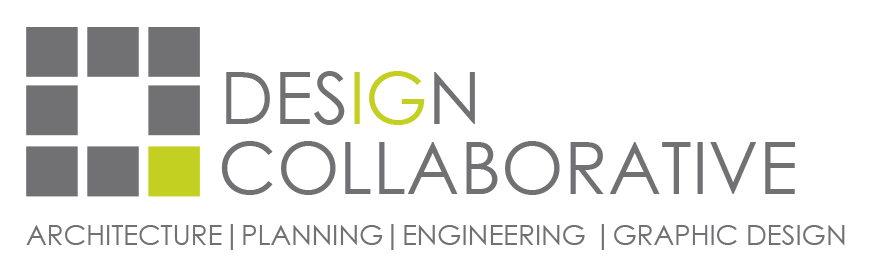 DESIGN
COLLABORATIVE
ARCHITECTURE|PLANNING|ENGINEERING |GRAPHIC DESIGN